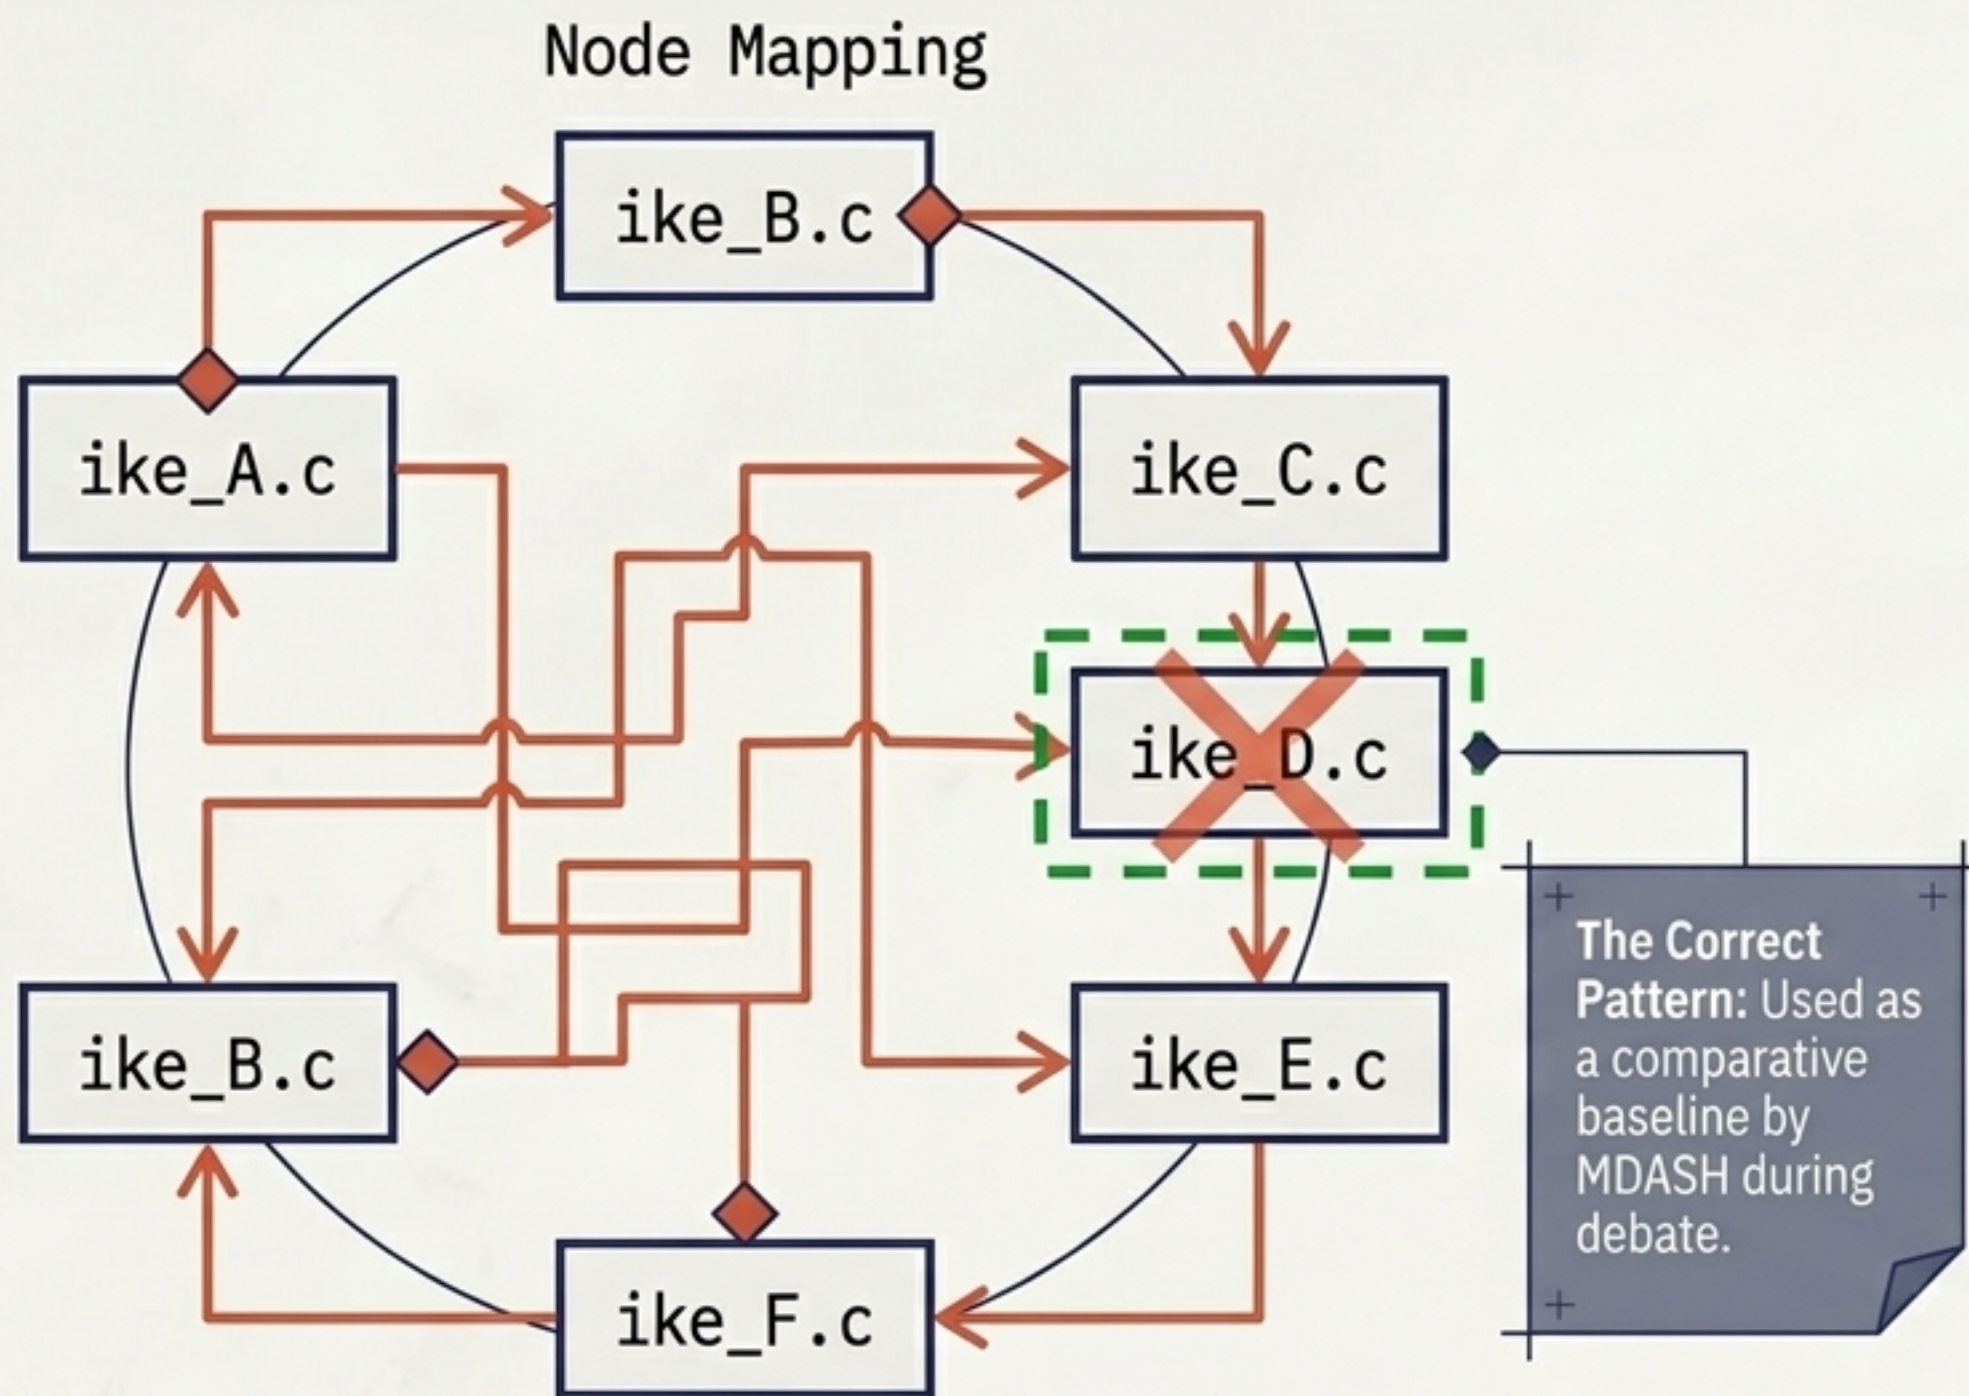 Node Mapping
ike_B.c
ike_A.c
ike_C.c
ike_D.c
ike_B.c
ike_E.c
ike_F.c
The Correct
Pattern: Used as
a comparative
baseline by
MDASH during
debate.